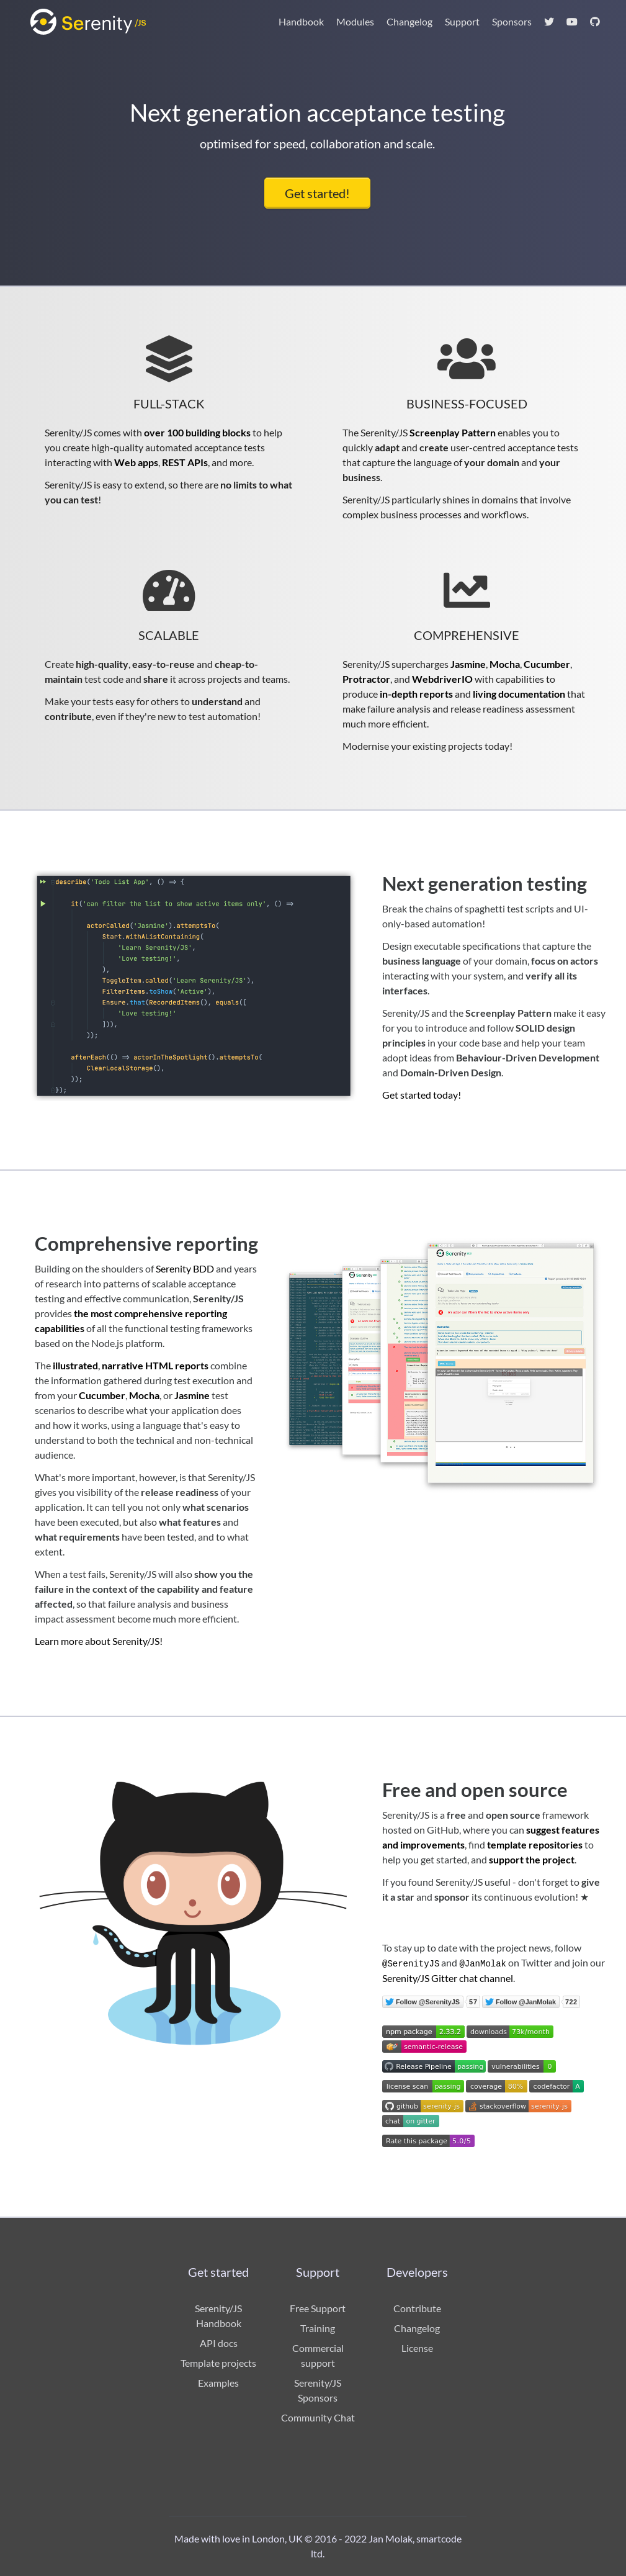 Serenity/JS
Handbook Modules Changelog Support Sponsors
Next generation acceptance testing
optimised for speed, collaboration and scale.
Get started!
FULL-STACK
Serenity/JS comes with over 100 building blocks to help
you create high-quality automated acceptance tests
interacting with Web apps, REST APIs, and more.
Serenity/JS is easy to extend, so there are no limits to what
you can test!
BUSINESS-FOCUSED
The Serenity/JS Screenplay Pattern enables you to
quickly adapt and create user-centred acceptance tests
that capture the language of your domain and your
business.
Serenity/JS particularly shines in domains that involve
complex business processes and workflows.
SCALABLE
Create high-quality, easy-to-reuse and cheap-to-
maintain test code and share it across projects and teams.
Make your tests easy for others to understand and
contribute, even if they're new to test automation!
COMPREHENSIVE
Serenity/JS supercharges Jasmine, Mocha, Cucumber,
Protractor, and WebdriverIO with capabilities to
produce in-depth reports and living documentation that
make failure analysis and release readiness assessment
much more efficient.
Modernise your existing projects today!
describe('Todo List App', () => {
it('can filter the list to show active items only', () =>
actorCalled('Jasmine').attemptsTo(
Start.withAListContaining(
'Learn Serenity/JS',
'Love testing!',
),
ToggleItem.called('Learn Serenity/JS'),
FilterItems.toShow('Active'),
Ensure.that(RecordedItems(), equals([
'Love testing!'
])),
));
afterEach(() => actorInTheSpotlight().attemptsTo(
ClearLocalStorage(),
));
});
Next generation testing
Break the chains of spaghetti test scripts and UI-
only-based automation!
Design executable specifications that capture the
business language of your domain, focus on actors
interacting with your system, and verify all its
interfaces.
Serenity/JS and the Screenplay Pattern make it easy
for you to introduce and follow SOLID design
principles in your code base and help your team
adopt ideas from Behaviour-Driven Development
and Domain-Driven Design.
Get started today!
Comprehensive reporting
Building on the shoulders of Serenity BDD and years
of research into patterns of scalable acceptance
testing and effective communication, Serenity/JS
provides the most comprehensive reporting
capabilities of all the functional testing frameworks
based on the Node.js platform.
The illustrated, narrative HTML reports combine
the information gathered during test execution and
from your Cucumber, Mocha, or Jasmine test
scenarios to describe what your application does
and how it works, using a language that's easy to
understand to both the technical and non-technical
audience.
What's more important, however, is that Serenity/JS
gives you visibility of the release readiness of your
application. It can tell you not only what scenarios
have been executed, but also what features and
what requirements have been tested, and to what
extent.
When a test fails, Serenity/JS will also show you the
failure in the context of the capability and feature
affected, so that failure analysis and business
impact assessment become much more efficient.
Learn more about Serenity/JS!
Free and open source
Serenity/JS is a free and open source framework
hosted on GitHub, where you can suggest features
and improvements, find template repositories to
help you get started, and support the project.
If you found Serenity/JS useful - don't forget to give
it a star and sponsor its continuous evolution! ★
To stay up to date with the project news, follow
@SerenityJS and @JanMolak on Twitter and join our
Serenity/JS Gitter chat channel.
Follow @SerenityJS 57 Follow @JanMolak 722
npm package 2.33.2 downloads 73k/month
semantic-release
Release Pipeline passing vulnerabilities 0
license scan passing coverage 80% codefactor A
github serenity-js stackoverflow serenity-js
chat on gitter
Rate this package 5.0/5
Get started
Serenity/JS
Handbook
API docs
Template projects
Examples
Support
Free Support
Training
Commercial
support
Serenity/JS
Sponsors
Community Chat
Developers
Contribute
Changelog
License
Made with love in London, UK © 2016 - 2022 Jan Molak, smartcode
ltd.